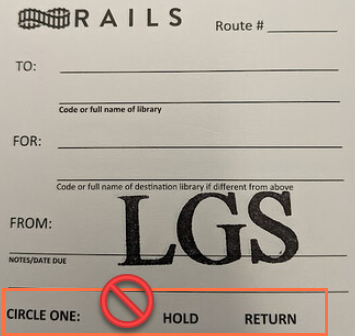 RAILS
Route #
TO:
Code or full name of library
FOR:
Code or full name of destination library if different from above
FROM: LGS
NOTES/DATE DUE
CIRCLE ONE: HOLD RETURN